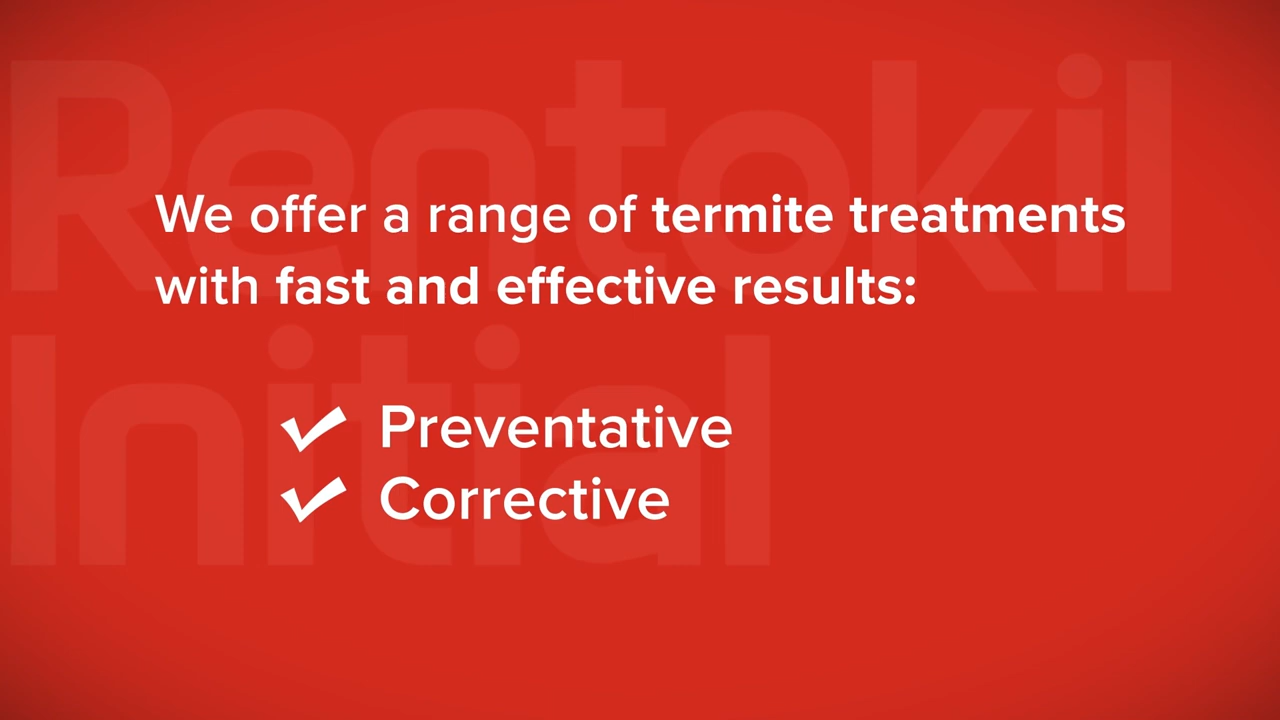 Rentokil
We offer a range of termite treatments
with fast and effective results:
Initial
Preventative
Corrective